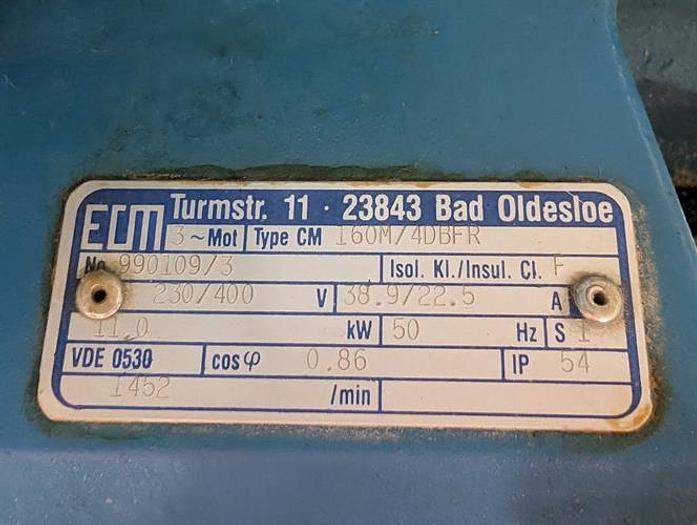 ECM Turmstr. 11 · 23843 Bad Oldesloe
3~Mot Type CM 160M/4DBFR
No 990109/3 Isol. Kl./Insul. Cl. F
230/400 V 38.9/22.5 A
11.0 kW 50 Hz S 1
VDE 0530 cosφ 0.86 IP 54
1452 /min